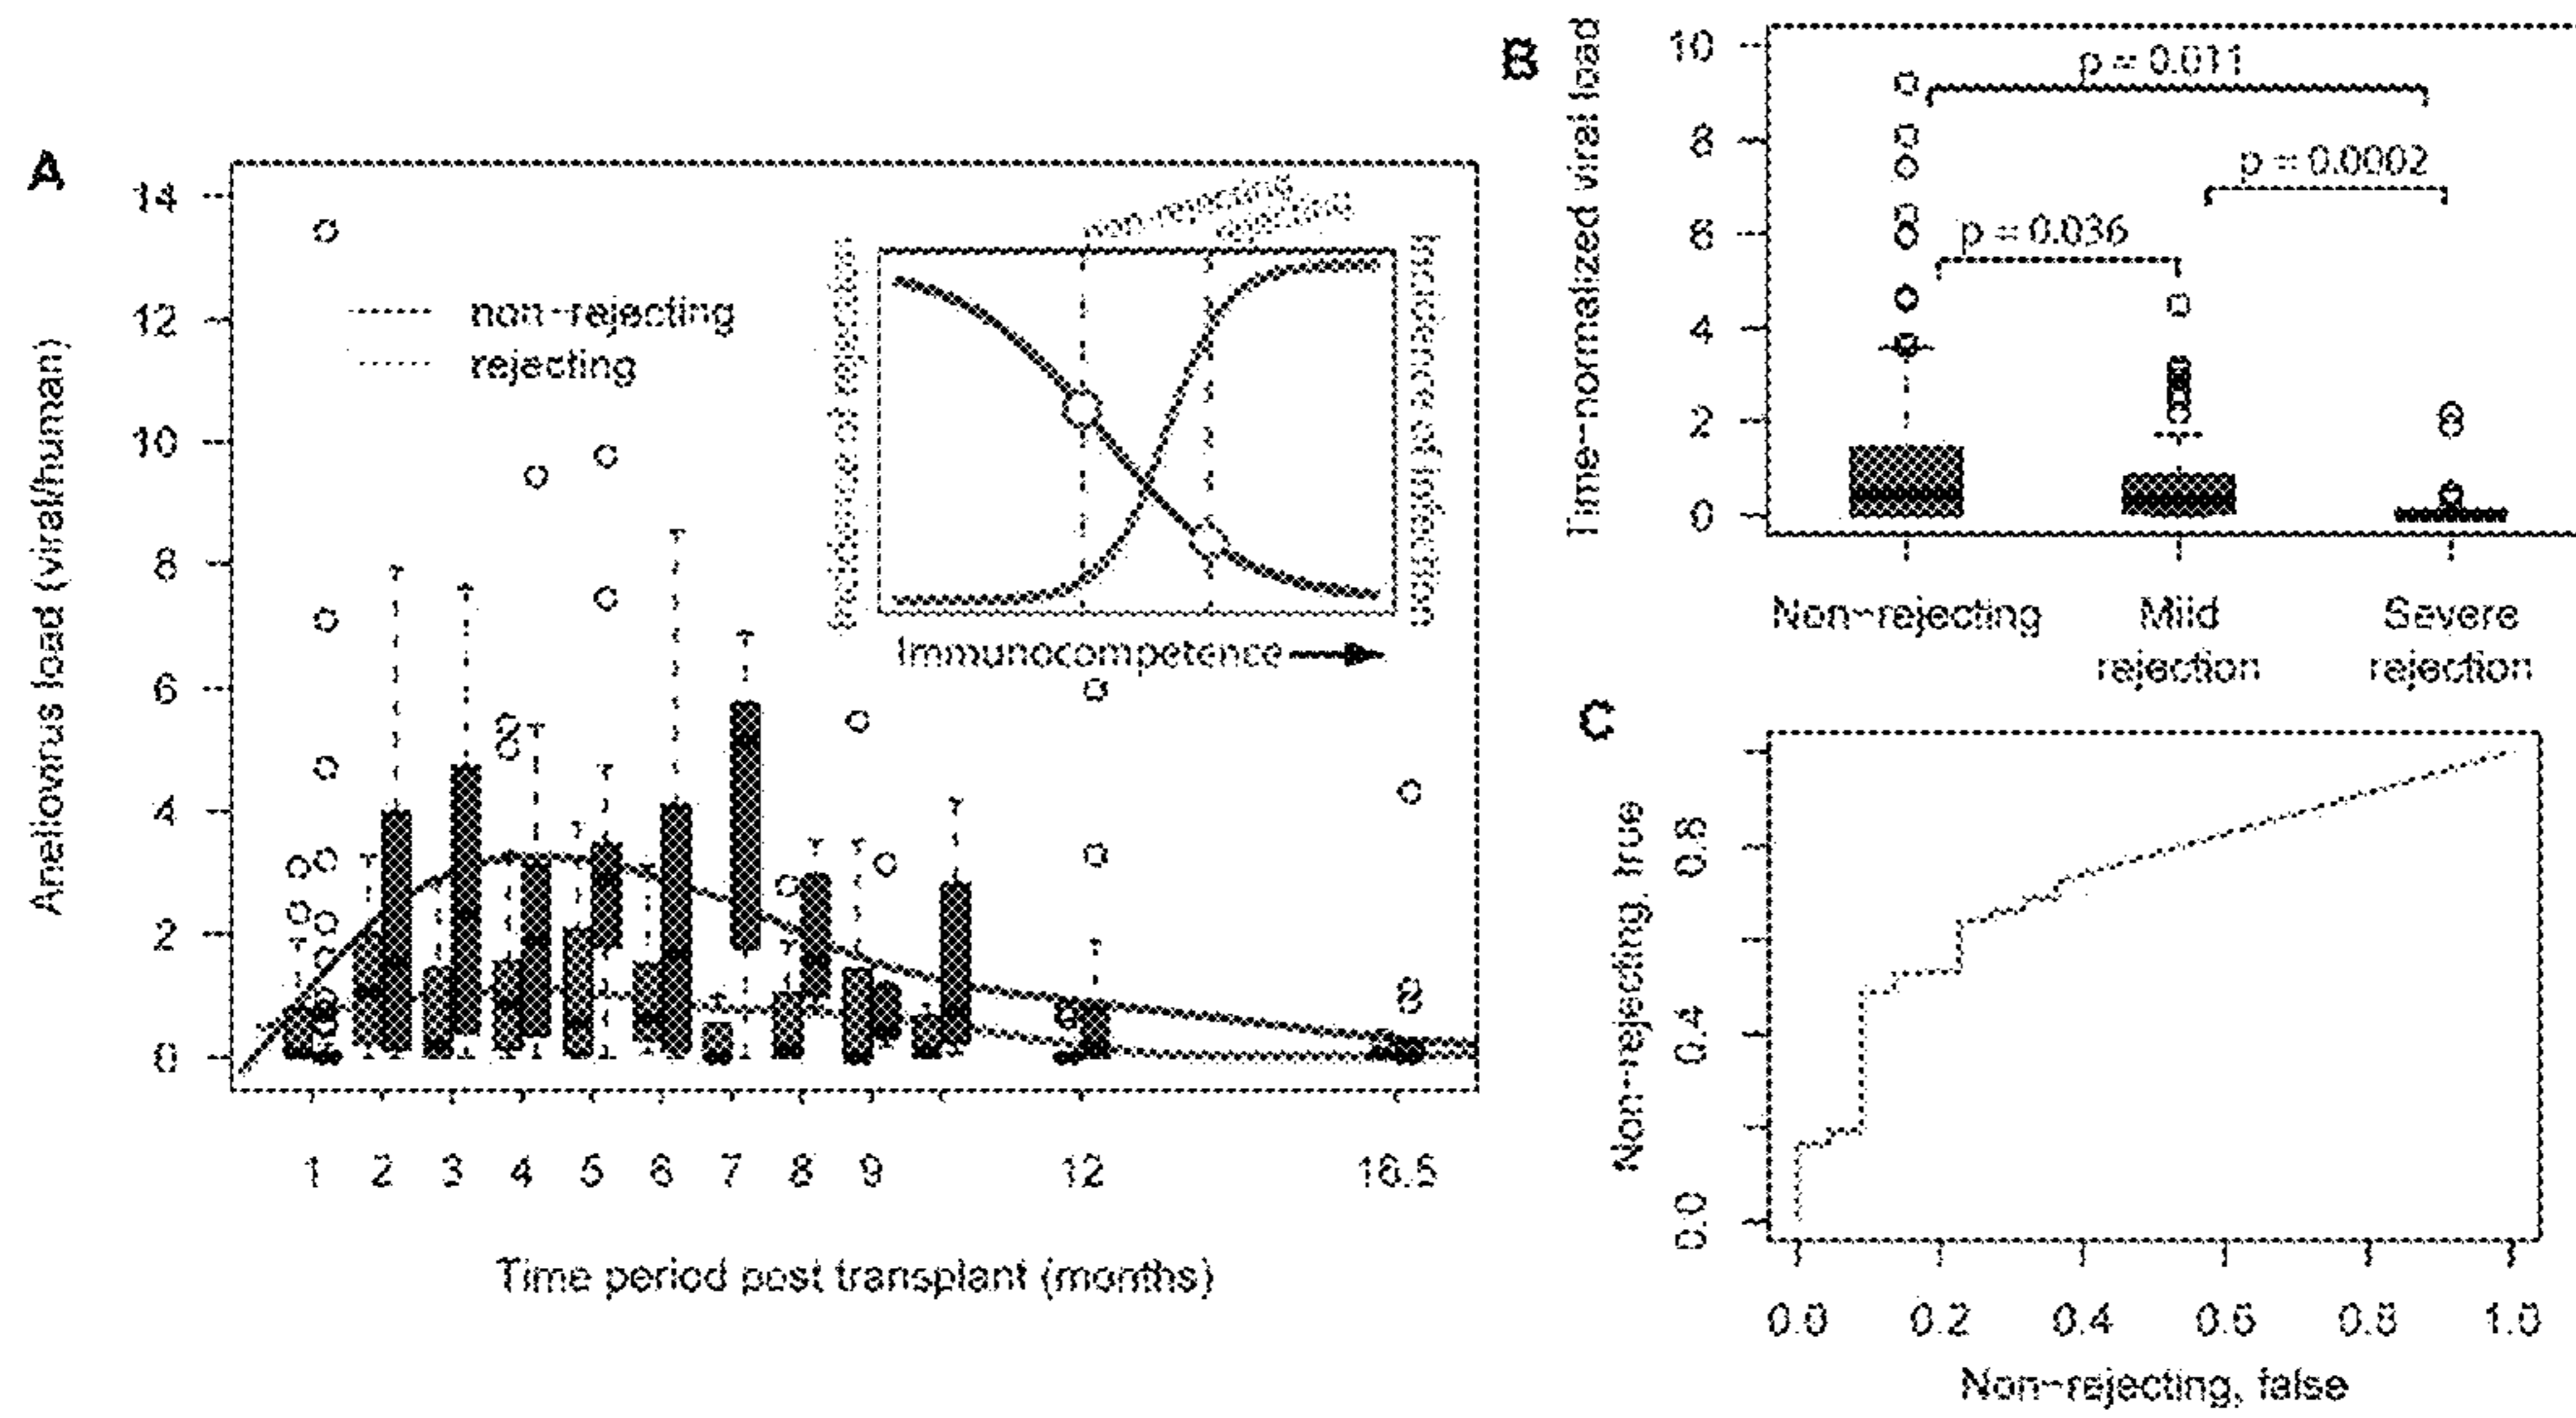 A
Anellovirus load (viral/human)
14
12
10
8
6
4
2
0
non-rejecting
rejecting
non-rejecting
rejecting
Incidence of rejection
Immunocompetence
1 2 3 4 5 6 7 8 9 12 16.5
Time period post transplant (months)
B
Time-normalized viral load
10
8
6
4
2
0
p = 0.011
p = 0.0002
p = 0.036
Non-rejecting
Mild
rejection
Severe
rejection
C
Non-rejecting, true
0.8
0.4
0.0
0.0 0.2 0.4 0.6 0.8 1.0
Non-rejecting, false